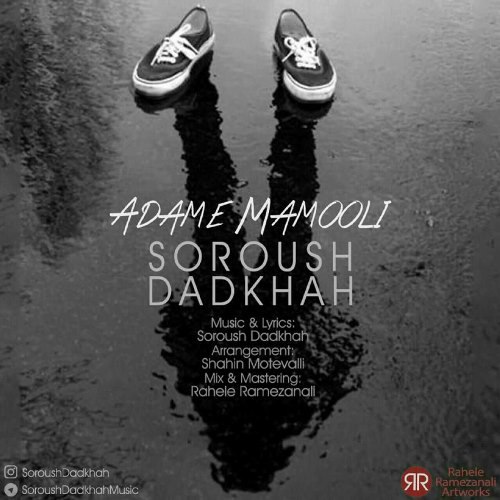 ADAME MAMOOLI
SOROUSH
DADKHAH
Music & Lyrics:
Soroush Dadkhah
Arrangement:
Shahin Motevalli
Mix & Mastering:
Rahele Ramezanali
SoroushDadkhah
SoroushDadkhahMusic
RR
Rahele
Ramezanali
Artworks